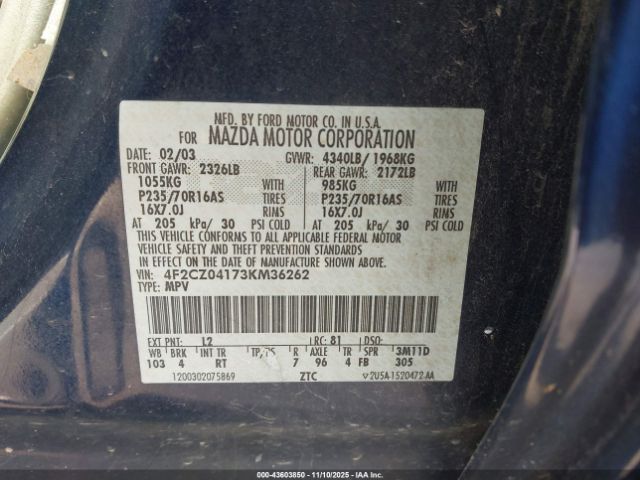 MFD. BY FORD MOTOR CO. IN U.S.A.
FOR MAZDA MOTOR CORPORATION
DATE: 02/03 GVWR: 4340LB/1968KG
FRONT GAWR: 2326LB REAR GAWR: 2172LB
1055KG WITH 985KG WITH
P235/70R16AS TIRES P235/70R16AS TIRES
16X7.0J RIMS 16X7.0J RIMS
AT 205 kPa/ 30 PSI COLD AT 205 kPa/ 30 PSI COLD
THIS VEHICLE CONFORMS TO ALL APPLICABLE FEDERAL MOTOR
VEHICLE SAFETY AND THEFT PREVENTION STANDARDS
IN EFFECT ON THE DATE OF MANUFACTURE SHOWN ABOVE
VIN: 4F2CZ04173KM36262
TYPE: MPV
EXT PNT: L2 RC: 81 DSO:
WB BRK INT TR TP/PS R AXLE TR SPR 3M11D
103 4 RT 7 96 4 FB 305
1200302075869 ZTC 2U5A-1520472-AA
000-43603850 - 11/10/2025 - IAAI.COM